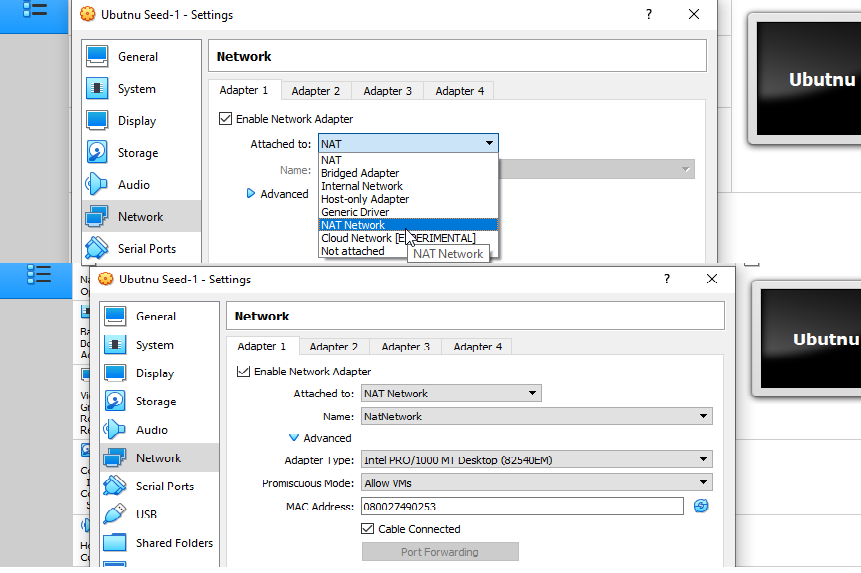 Ubutnu Seed-1 - Settings
?
General
System
Display
Storage
Audio
Network
Serial Ports
Network
Adapter 1 Adapter 2 Adapter 3 Adapter 4
Enable Network Adapter
Attached to: NAT
NAT
Bridged Adapter
Internal Network
Host-only Adapter
Generic Driver
NAT Network
Cloud Network [EXPERIMENTAL]
Not attached
NAT Network
Name:
Advanced
Ubutnu
Ubutnu Seed-1 - Settings
?
General
System
Display
Storage
Audio
Network
Serial Ports
USB
Shared Folders
Network
Adapter 1 Adapter 2 Adapter 3 Adapter 4
Enable Network Adapter
Attached to: NAT Network
Name: NatNetwork
Advanced
Adapter Type: Intel PRO/1000 MT Desktop (82540EM)
Promiscuous Mode: Allow VMs
MAC Address: 080027490253
Cable Connected
Port Forwarding
Ubutnu